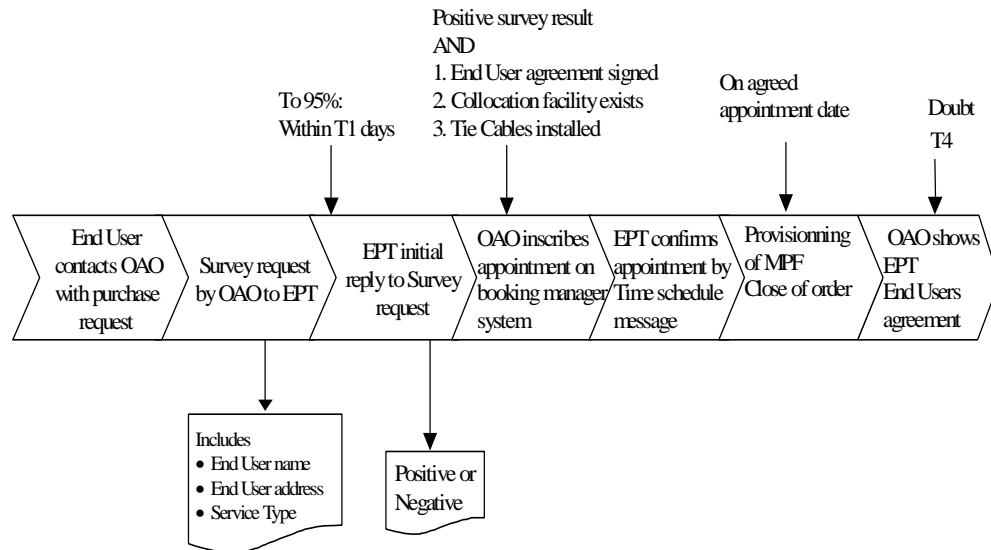 Positive survey result
AND
1. End User agreement signed
2. Collocation facility exists
3. Tie Cables installed
To 95%:
Within T1 days
On agreed
appointment date
Doubt
T4
End User
contacts OAO
with purchase
request
Survey request
by OAO to EPT
EPT initial
reply to Survey
request
OAO inscribes
appointment on
booking manager
system
EPT confirms
appointment by
Time schedule
message
Provisionning
of MPF
Close of order
OAO shows
EPT
End Users
agreement
Includes
• End User name
• End User address
• Service Type
Positive or
Negative